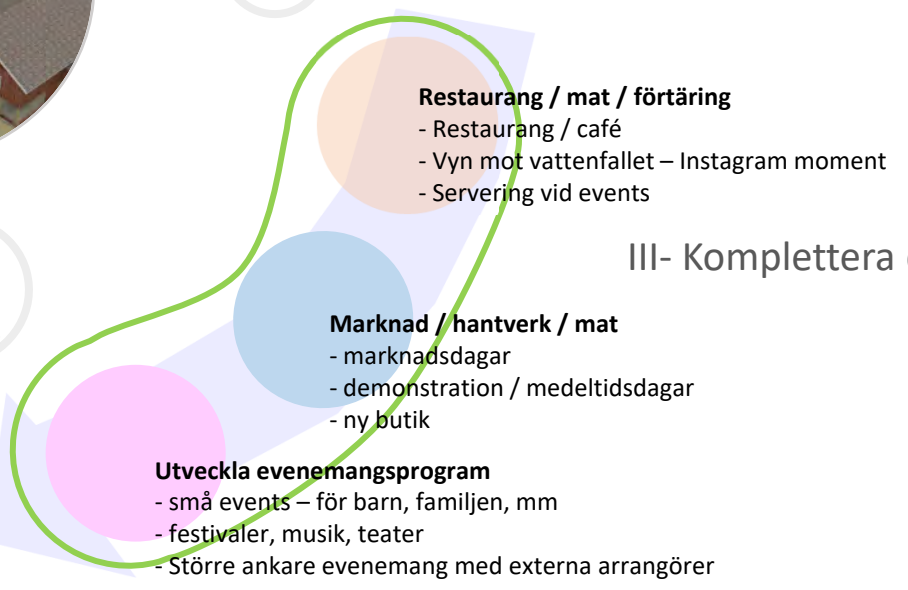 Restaurang / mat / förtäring
- Restaurang / café
- Vyn mot vattenfallet – Instagram moment
- Servering vid events
III- Komplettera
Marknad / hantverk / mat
- marknadsdagar
- demonstration / medeltidsdagar
- ny butik
Utveckla evenemangsprogram
- små events – för barn, familjen, mm
- festivaler, musik, teater
- Större ankare evenemang med externa arrangörer